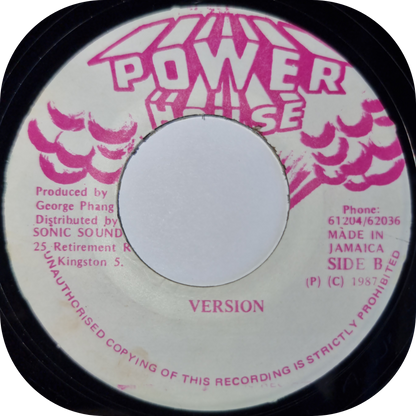 POWER
HOUSE
Produced by
George Phang
Distributed by
SONIC SOUND
25 Retirement R
Kingston 5.
Phone:
61204/62036
MADE IN
JAMAICA
SIDE B
(P) (C) 1987
VERSION
UNAUTHORISED COPYING OF THIS RECORDING IS STRICTLY PROHIBITED